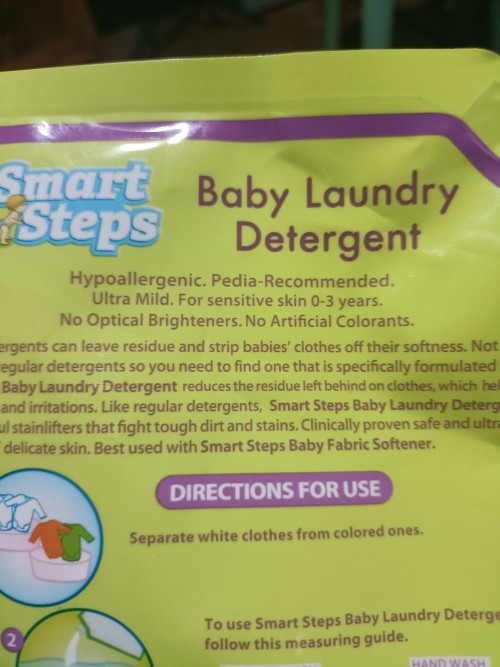 Smart
Steps
Baby Laundry
Detergent
Hypoallergenic. Pedia-Recommended.
Ultra Mild. For sensitive skin 0-3 years.
No Optical Brighteners. No Artificial Colorants.
ergents can leave residue and strip babies' clothes off their softness. Not
regular detergents so you need to find one that is specifically formulated
Baby Laundry Detergent reduces the residue left behind on clothes, which hel
and irritations. Like regular detergents, Smart Steps Baby Laundry Deterg
ul stainlifters that fight tough dirt and stains. Clinically proven safe and ultra
delicate skin. Best used with Smart Steps Baby Fabric Softener.
DIRECTIONS FOR USE
Separate white clothes from colored ones.
2
To use Smart Steps Baby Laundry Deterge
follow this measuring guide.
HAND WASH